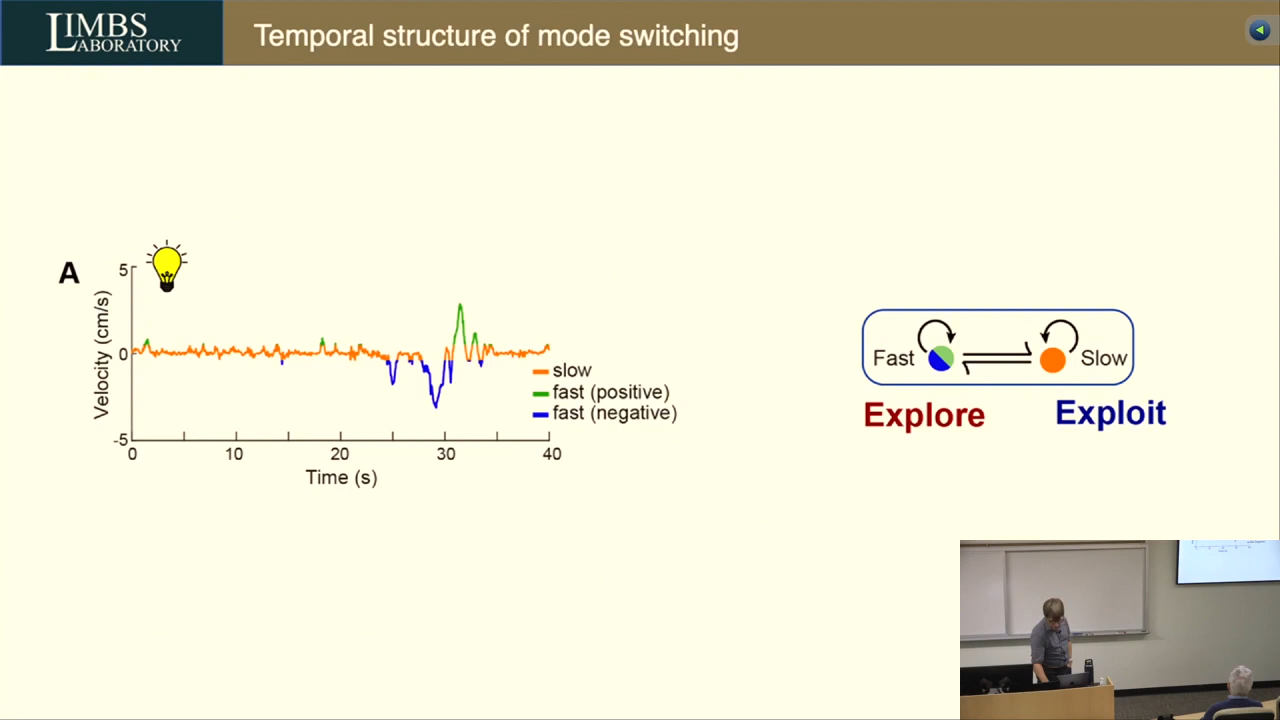 LIMBS
LABORATORY
Temporal structure of mode switching
A
5
0
-5
Velocity (cm/s)
0 10 20 30 40
Time (s)
slow
fast (positive)
fast (negative)
Fast
Slow
Explore
Exploit